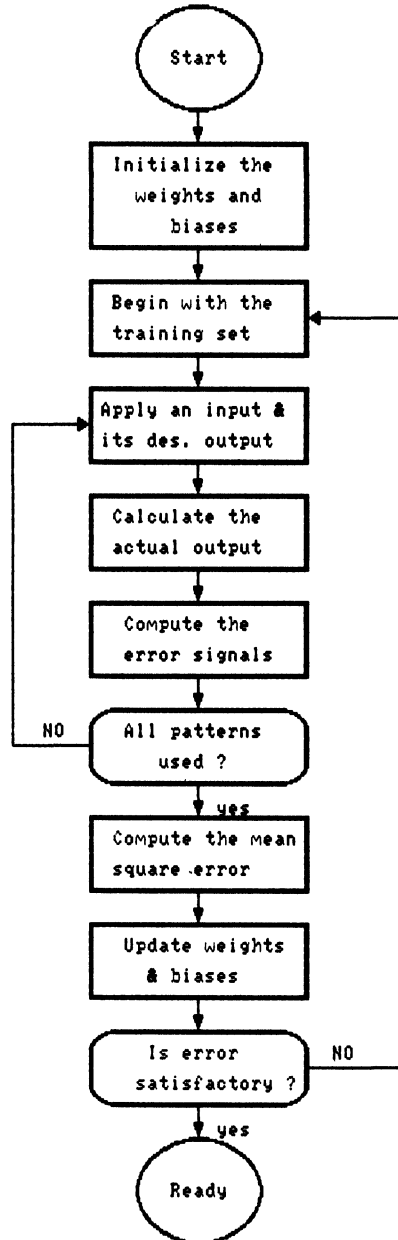 Start
Initialize the
weights and
biases
Begin with the
training set
Apply an input &
its des. output
Calculate the
actual output
Compute the
error signals
All patterns
used ?
NO
yes
Compute the mean
square error
Update weights
& biases
Is error
satisfactory ?
NO
yes
Ready